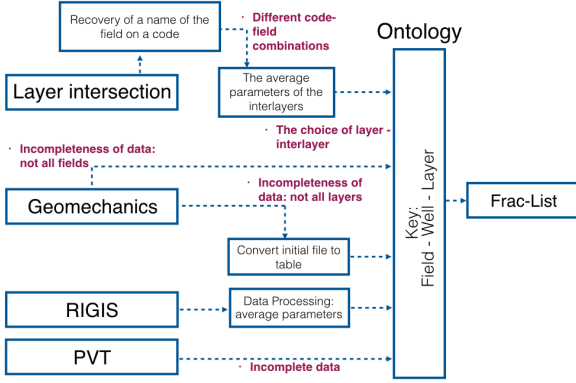 Recovery of a name of the
field on a code
· Different code-
field
combinations
Ontology
Layer intersection
The average
parameters of the
interlayers
· The choice of layer -
interlayer
· Incompleteness of data:
not all fields
· Incompleteness of
data: not all layers
Geomechanics
Key:
Field - Well - Layer
Frac-List
Convert initial file to
table
RIGIS
Data Processing:
average parameters
PVT
· Incomplete data